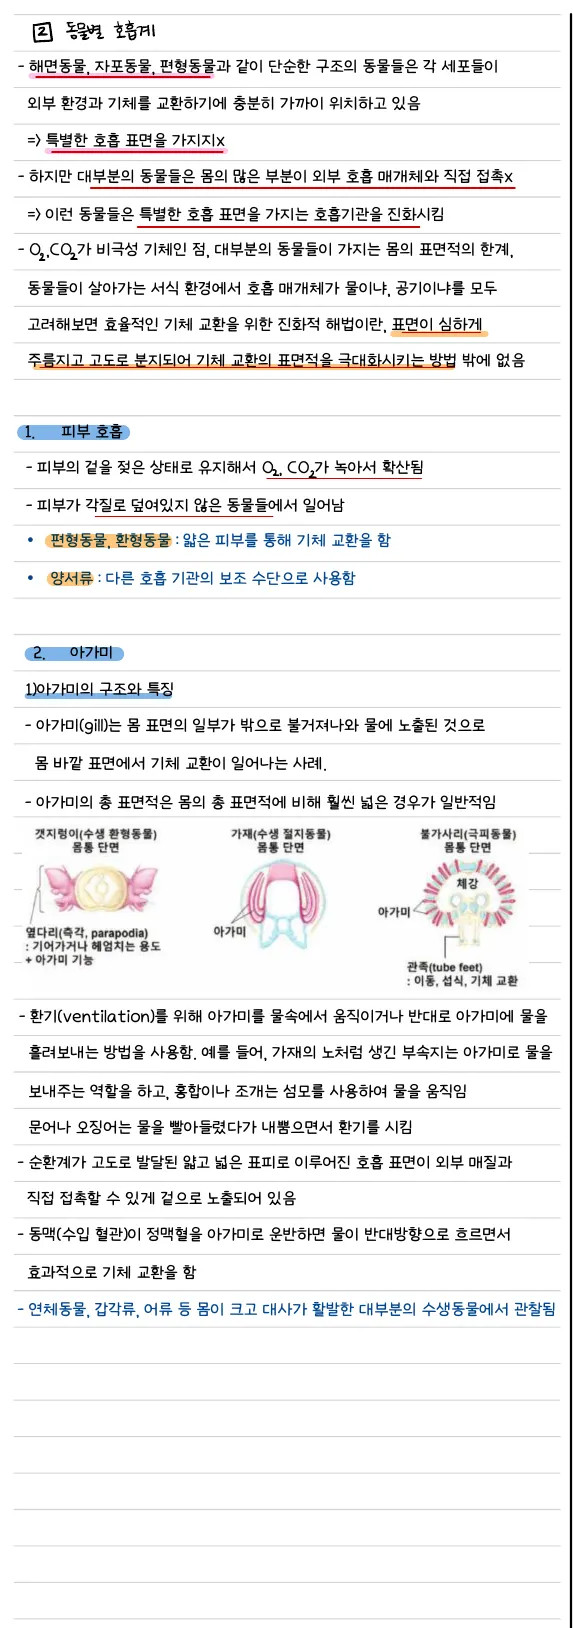 2 동물별 호흡계
- 해면동물, 자포동물, 편형동물과 같이 단순한 구조의 동물들은 각 세포들이
외부 환경과 기체를 교환하기에 충분히 가까이 위치하고 있음
=> 특별한 호흡 표면을 가지지x
- 하지만 대부분의 동물들은 몸의 많은 부분이 외부 호흡 매개체와 직접 접촉x
=> 이런 동물들은 특별한 호흡 표면을 가지는 호흡기관을 진화시킴
- O₂,CO₂가 비극성 기체인 점, 대부분의 동물들이 가지는 몸의 표면적의 한계,
동물들이 살아가는 서식 환경에서 호흡 매개체가 물이냐, 공기이냐를 모두
고려해보면 효율적인 기체 교환을 위한 진화적 해법이란, 표면이 심하게
주름지고 고도로 분지되어 기체 교환의 표면적을 극대화시키는 방법 밖에 없음
1. 피부 호흡
- 피부의 겉을 젖은 상태로 유지해서 O₂, CO₂가 녹아서 확산됨
- 피부가 각질로 덮여있지 않은 동물들에서 일어남
• 편형동물, 환형동물 : 얇은 피부를 통해 기체 교환을 함
• 양서류 : 다른 호흡 기관의 보조 수단으로 사용함
2. 아가미
1)아가미의 구조와 특징
- 아가미(gill)는 몸 표면의 일부가 밖으로 불거져나와 물에 노출된 것으로
몸 바깥 표면에서 기체 교환이 일어나는 사례.
- 아가미의 총 표면적은 몸의 총 표면적에 비해 훨씬 넓은 경우가 일반적임
갯지렁이(수생 환형동물)
몸통 단면
옆다리(측각, parapodia)
: 기어가거나 헤엄치는 용도
+ 아가미 기능
가재(수생 절지동물)
몸통 단면
아가미
불가사리(극피동물)
몸통 단면
체강
아가미
관족(tube feet)
: 이동, 섭식, 기체 교환
- 환기(ventilation)를 위해 아가미를 물속에서 움직이거나 반대로 아가미에 물을
흘려보내는 방법을 사용함. 예를 들어, 가재의 노처럼 생긴 부속지는 아가미로 물을
보내주는 역할을 하고, 홍합이나 조개는 섬모를 사용하여 물을 움직임
문어나 오징어는 물을 빨아들였다가 내뿜으면서 환기를 시킴
- 순환계가 고도로 발달된 얇고 넓은 표피로 이루어진 호흡 표면이 외부 매질과
직접 접촉할 수 있게 겉으로 노출되어 있음
- 동맥(수입 혈관)이 정맥혈을 아가미로 운반하면 물이 반대방향으로 흐르면서
효과적으로 기체 교환을 함
- 연체동물, 갑각류, 어류 등 몸이 크고 대사가 활발한 대부분의 수생동물에서 관찰됨